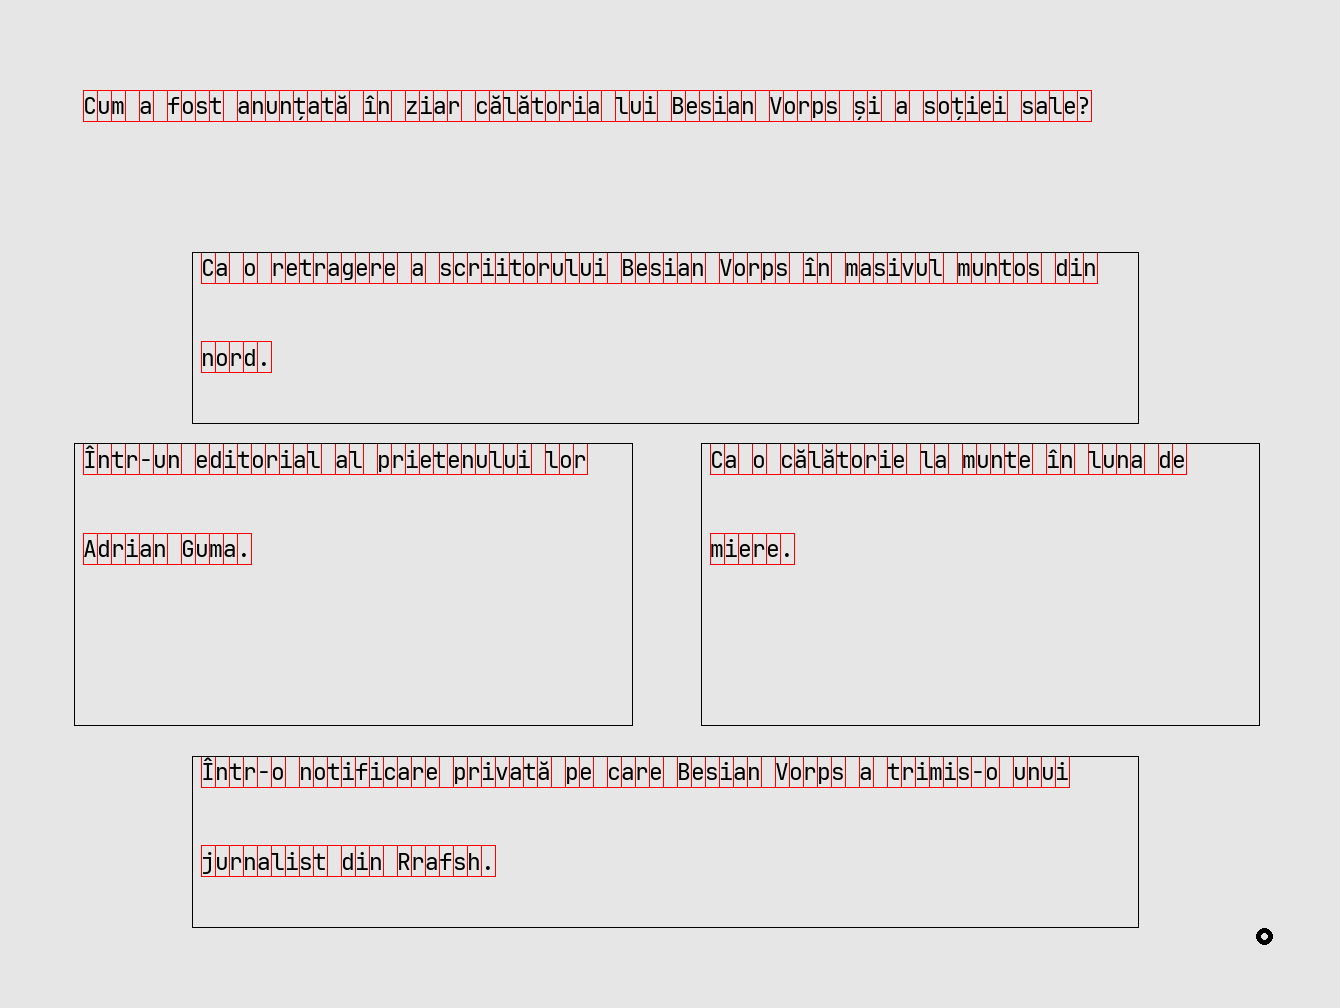 Cum a fost anunțată în ziar călătoria lui Besian Vorps și a soției sale?
Ca o retragere a scriitorului Besian Vorps în masivul muntos din
nord.
Într-un editorial al prietenului lor
Adrian Guma.
Ca o călătorie la munte în luna de
miere.
Într-o notificare privată pe care Besian Vorps a trimis-o unui
jurnalist din Rrafsh.